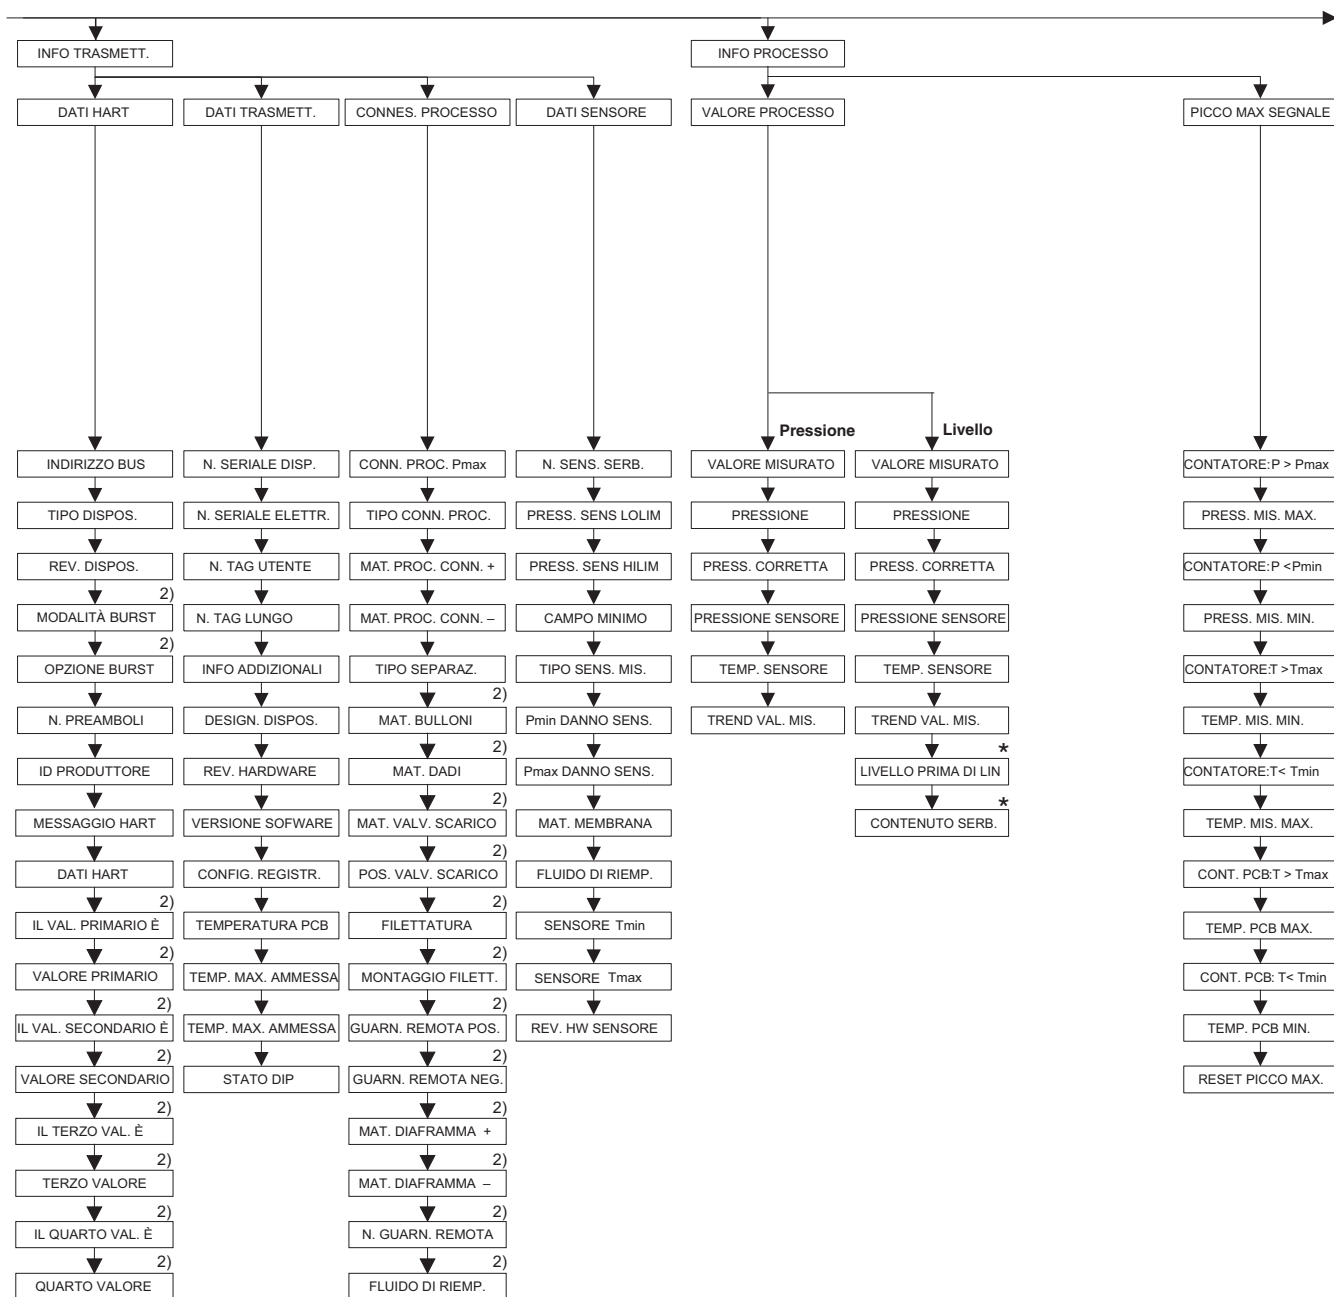 INFO TRASMETT.
INFO PROCESSO
DATI HART
DATI TRASMETT.
CONNES. PROCESSO
DATI SENSORE
VALORE PROCESSO
PICCO MAX SEGNALE
INDIRIZZO BUS
TIPO DISPOS.
REV. DISPOS.
2)
MODALITÀ BURST
2)
OPZIONE BURST
N. PREAMBOLI
ID PRODUTTORE
MESSAGGIO HART
DATI HART
2)
IL VAL. PRIMARIO È
2)
VALORE PRIMARIO
2)
IL VAL. SECONDARIO È
2)
VALORE SECONDARIO
2)
IL TERZO VAL. È
2)
TERZO VALORE
2)
IL QUARTO VAL. È
2)
QUARTO VALORE
N. SERIALE DISP.
N. SERIALE ELETTR.
N. TAG UTENTE
N. TAG LUNGO
INFO ADDIZIONALI
DESIGN. DISPOS.
REV. HARDWARE
VERSIONE SOFWARE
CONFIG. REGISTR.
TEMPERATURA PCB
TEMP. MAX. AMMESSA
TEMP. MAX. AMMESSA
STATO DIP
CONN. PROC. Pmax
TIPO CONN. PROC.
MAT. PROC. CONN. +
MAT. PROC. CONN. –
TIPO SEPARAZ.
2)
MAT. BULLONI
2)
MAT. DADI
2)
MAT. VALV. SCARICO
2)
POS. VALV. SCARICO
2)
FILETTATURA
2)
MONTAGGIO FILETT.
2)
GUARN. REMOTA POS.
2)
GUARN. REMOTA NEG.
2)
MAT. DIAFRAMMA +
2)
MAT. DIAFRAMMA –
2)
N. GUARN. REMOTA
2)
FLUIDO DI RIEMP.
N. SENS. SERB.
PRESS. SENS LOLIM
PRESS. SENS HILIM
CAMPO MINIMO
TIPO SENS. MIS.
Pmin DANNO SENS.
Pmax DANNO SENS.
MAT. MEMBRANA
FLUIDO DI RIEMP.
SENSORE Tmin
SENSORE Tmax
REV. HW SENSORE
Pressione
VALORE MISURATO
PRESSIONE
PRESS. CORRETTA
PRESSIONE SENSORE
TEMP. SENSORE
TREND VAL. MIS.
Livello
VALORE MISURATO
PRESSIONE
PRESS. CORRETTA
PRESSIONE SENSORE
TEMP. SENSORE
TREND VAL. MIS.
*
LIVELLO PRIMA DI LIN
*
CONTENUTO SERB.
CONTATORE:P > Pmax
PRESS. MIS. MAX.
CONTATORE:P <Pmin
PRESS. MIS. MIN.
CONTATORE:T >Tmax
TEMP. MIS. MIN.
CONTATORE:T< Tmin
TEMP. MIS. MAX.
CONT. PCB:T > Tmax
TEMP. PCB MAX.
CONT. PCB: T< Tmin
TEMP. PCB MIN.
RESET PICCO MAX.